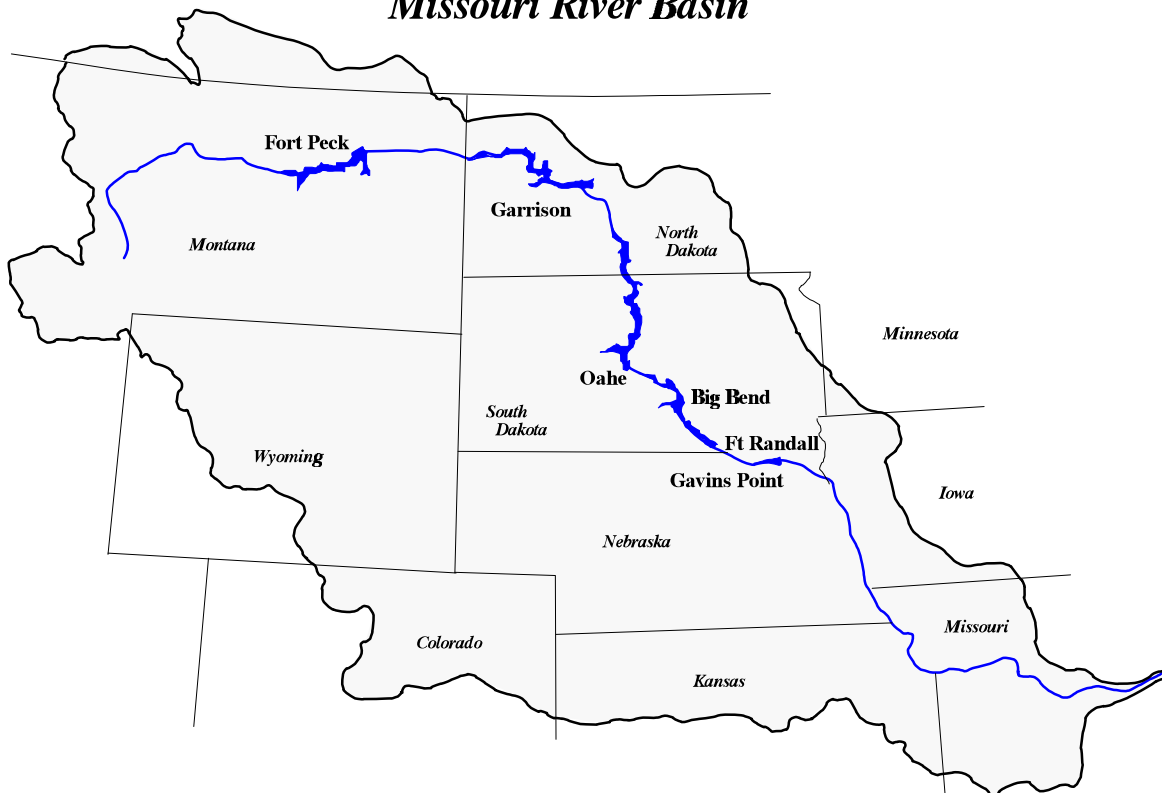 Missouri River Basin
Fort Peck
Garrison
North
Dakota
Montana
Minnesota
Oahe
Big Bend
South
Dakota
Ft Randall
Wyoming
Gavins Point
Iowa
Nebraska
Missouri
Colorado
Kansas